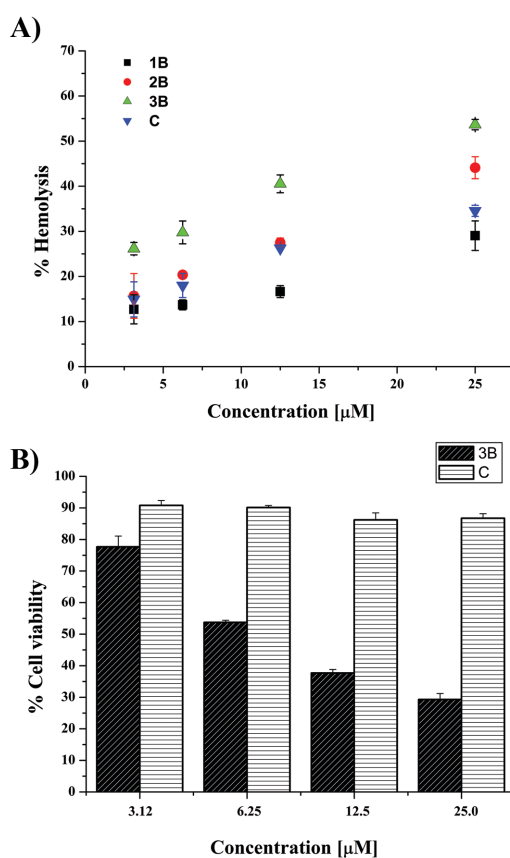 A)
70
60
50
40
30
20
10
0
% Hemolysis
1B
2B
3B
C
0 5 10 15 20 25
Concentration [µM]
B)
3B
C
100
90
80
70
60
50
40
30
20
10
0
% Cell viability
3.12 6.25 12.5 25.0
Concentration [µM]